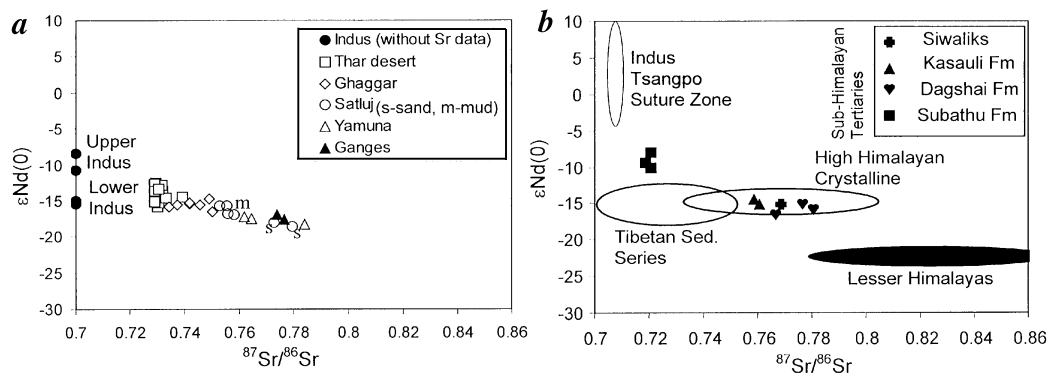 a
10
5
0
-5
-10
-15
-20
-25
-30
εNd(0)
0.7
0.72
0.74
0.76
0.78
0.8
0.82
0.84
0.86
⁸⁷Sr/⁸⁶Sr
Indus (without Sr data)
Thar desert
Ghaggar
Satluj(s-sand, m-mud)
Yamuna
Ganges
Upper
Indus
Lower
Indus
m
s
s
b
10
5
0
-5
-10
-15
-20
-25
-30
εNd(0)
0.7
0.72
0.74
0.76
0.78
0.8
0.82
0.84
0.86
⁸⁷Sr/⁸⁶Sr
Indus
Tsangpo
Suture Zone
Sub-Himalayan
Tertiaries
Siwaliks
Kasauli Fm
Dagshai Fm
Subathu Fm
High Himalayan
Crystalline
Tibetan Sed.
Series
Lesser Himalayas